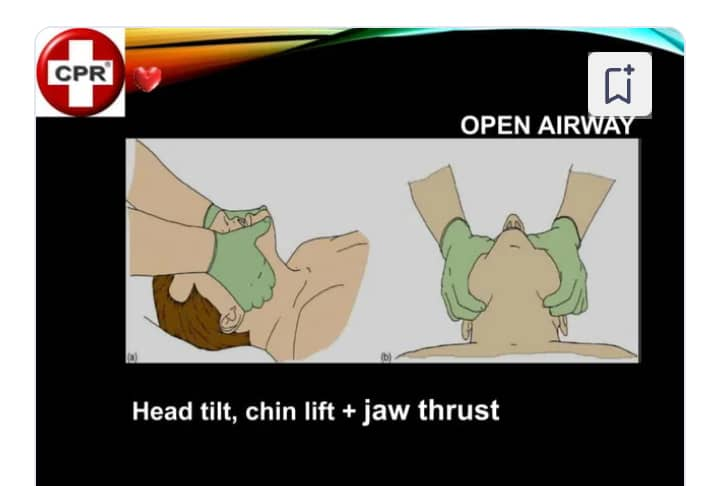 CPR
OPEN AIRWAY
(a)
(b)
Head tilt, chin lift + jaw thrust